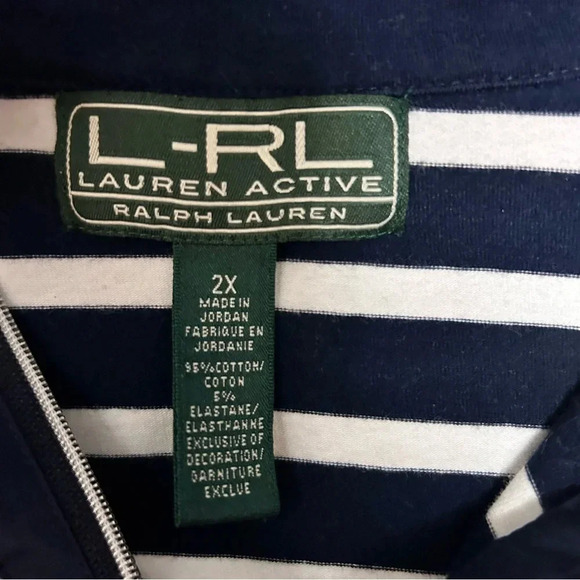 L-RL
LAUREN ACTIVE
RALPH LAUREN
2X
MADE IN
JORDAN
FABRIQUE EN
JORDANIE
95%COTTON/
COTON
5%
ELASTANE/
ELASTHANNE
EXCLUSIVE OF
DECORATION/
GARNITURE
EXCLUE